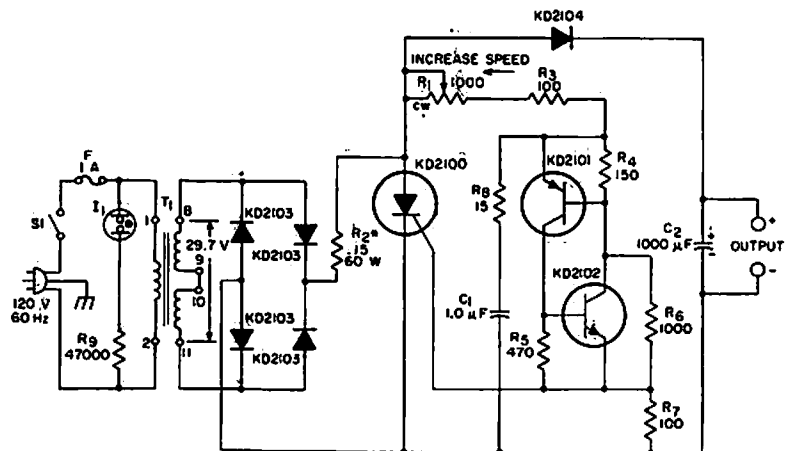 KD2104
INCREASE SPEED
R1
1000
CW
R3
100
KD2100
KD2101
R4
150
R8
15
F
1 A
I1
T1
1
8
S1
KD2103
29.7 V
9
10
KD2103
R2*
15
60 W
C2
1000 μF
+
-
+
OUTPUT
-
KD2102
120 V
60 Hz
R9
47000
2
11
KD2103
C1
1.0 μF
R5
470
R6
1000
R7
100